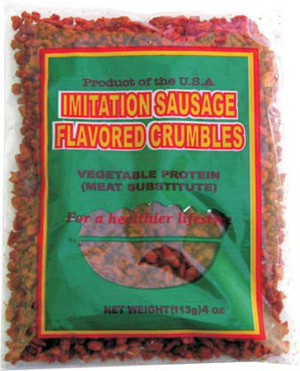 Product of the U.S.A
IMITATION SAUSAGE
FLAVORED CRUMBLES
VEGETABLE PROTEIN
(MEAT SUBSTITUTE)
For a healthier lifestyle
NET WEIGHT(113g)4 oz